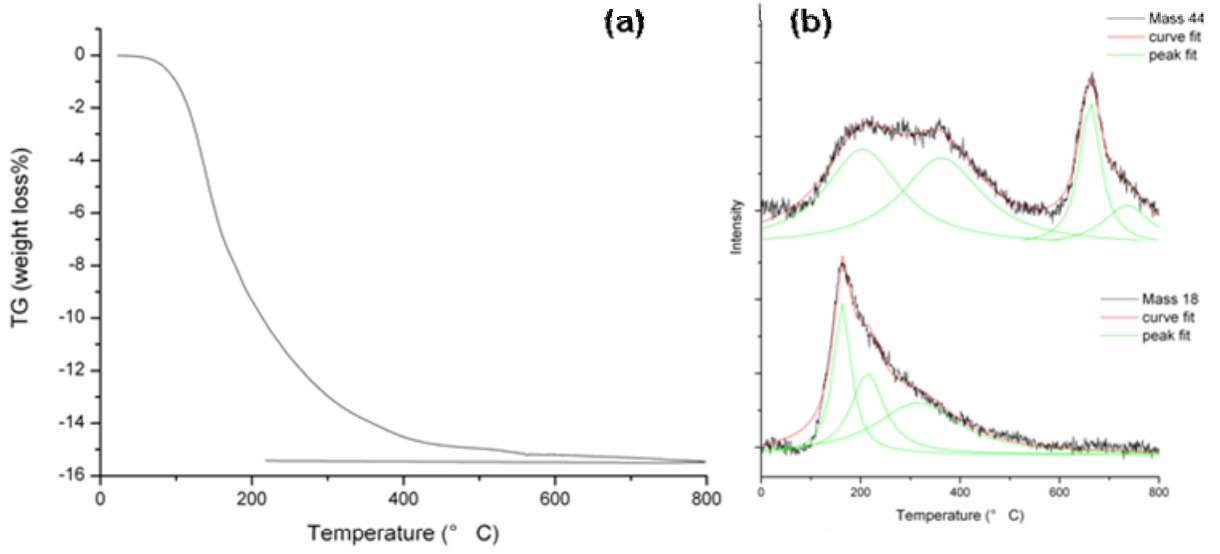 (a)
0
-2
-4
-6
-8
-10
-12
-14
-16
TG (weight loss%)
0 200 400 600 800
Temperature (° C)
(b)
Mass 44
curve fit
peak fit
Intensity
Mass 18
curve fit
peak fit
0 200 400 600 800
Temperature (° C)